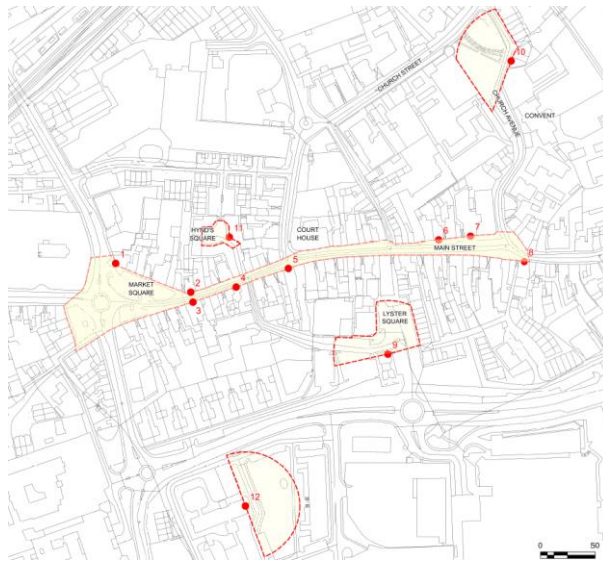 10
CHURCH STREET
CHURCH AVENUE
CONVENT
11
HYND'S
SQUARE
COURT
HOUSE
6
7
MAIN STREET
1
5
8
MARKET
SQUARE
2
4
3
LYSTER
SQUARE
9
12
0
50